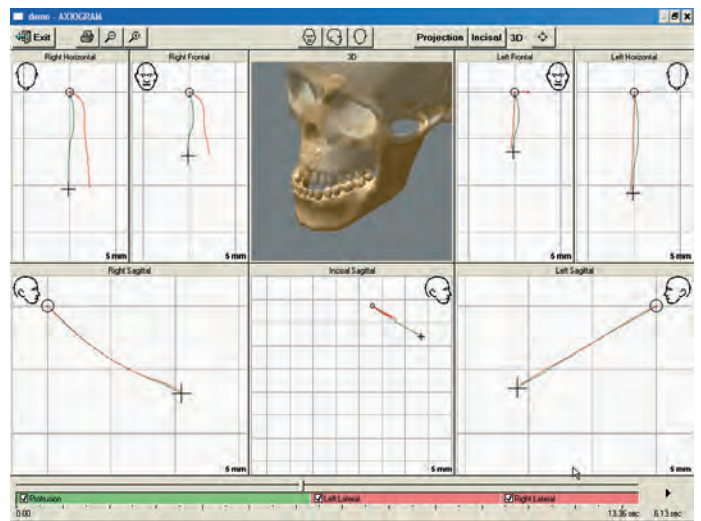 demo - AXIOGRAM
Exit
Projection Incisal 3D
Right Horizontal
Right Frontal
3D
Left Frontal
Left Horizontal
5 mm
5 mm
5 mm
5 mm
Right Sagittal
Incisal Sagittal
Left Sagittal
5 mm
5 mm
5 mm
Protrusion
Left Lateral
Right Lateral
0.00
13.36 sec
6.13 sec